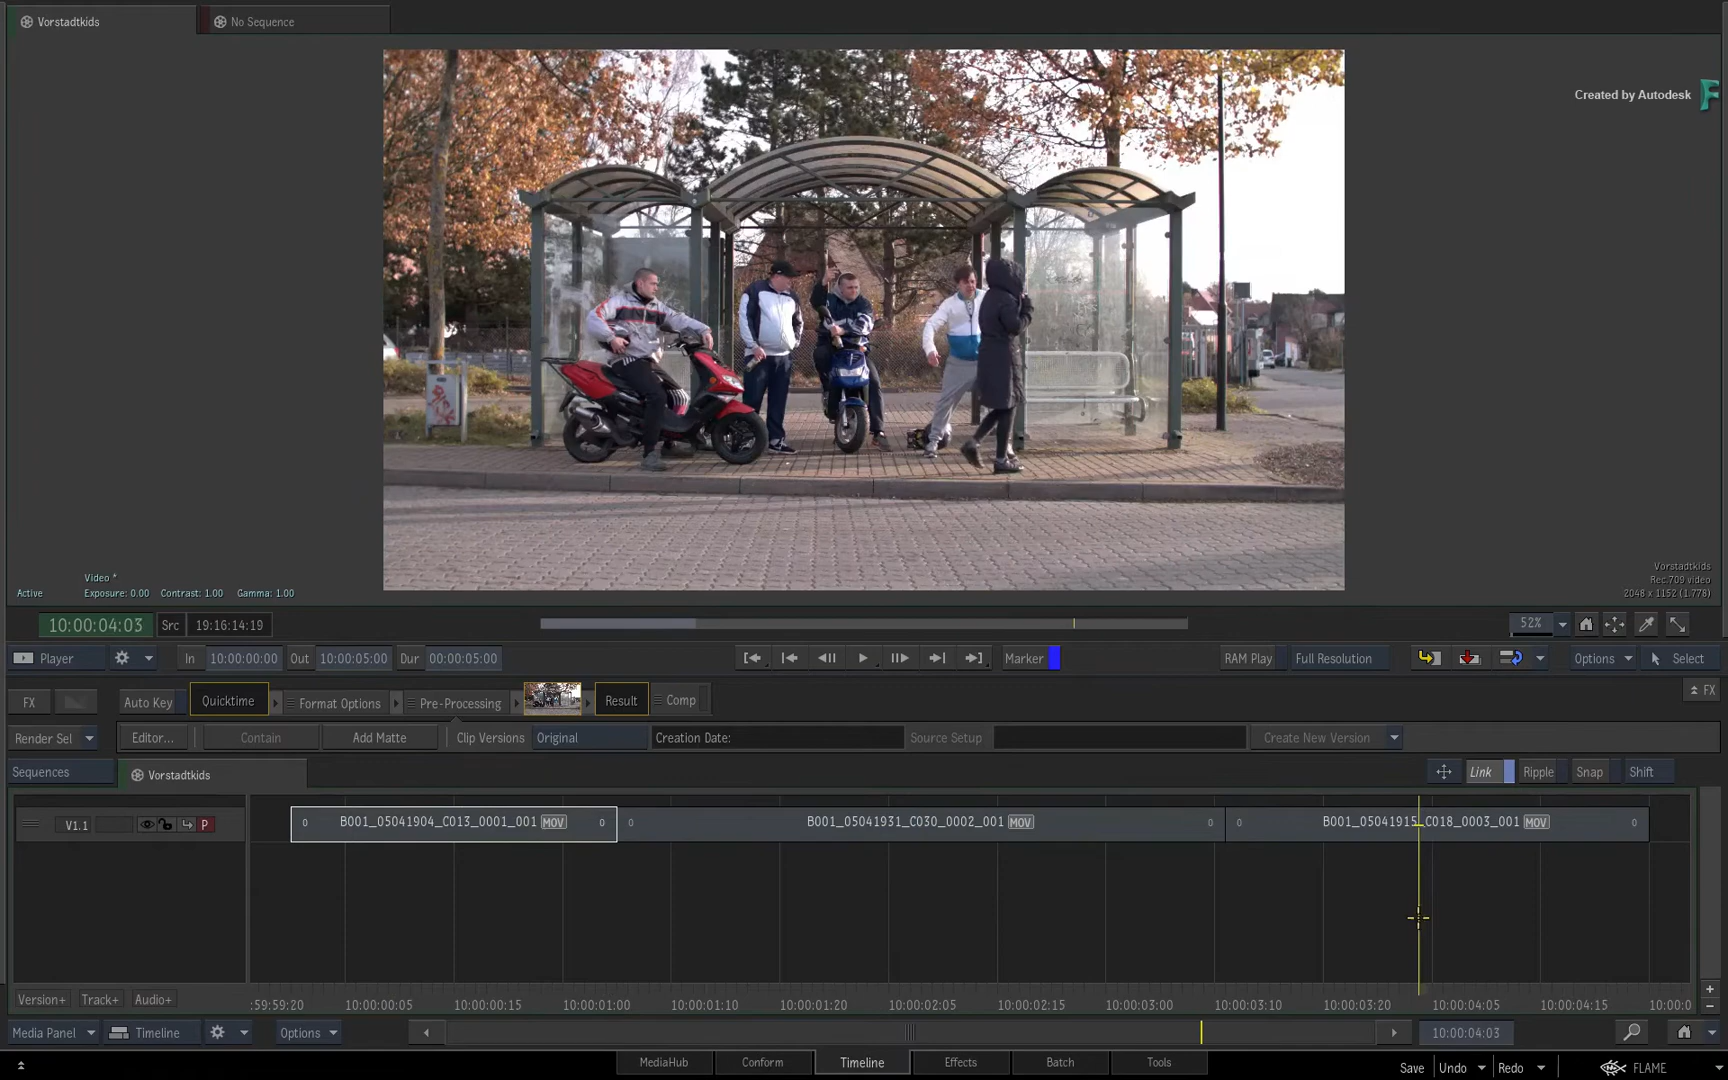 Vorstadtkids
No Sequence
Created by Autodesk
Video *
Active
Exposure: 0.00
Contrast: 1.00
Gamma: 1.00
Vorstadtkids
Rec.709 video
2048 x 1152 (1.778)
10:00:04:03
Src
19:16:14:19
52%
Player
In
10:00:00:00
Out
10:00:05:00
Dur
00:00:05:00
Marker
RAM Play
Full Resolution
Options
Select
FX
Auto Key
Quicktime
Format Options
Pre-Processing
Result
Comp
FX
Render Sel
Editor...
Contain
Add Matte
Clip Versions
Original
Creation Date:
Source Setup
Create New Version
Sequences
Vorstadtkids
Link
Ripple
Snap
Shift
V1.1
P
0
B001_05041904_C013_0001_001
MOV
0
0
B001_05041931_C030_0002_001
MOV
0
0
B001_05041915_C018_0003_001
MOV
0
Version+
Track+
Audio+
:59:59:20
10:00:00:05
10:00:00:15
10:00:01:00
10:00:01:10
10:00:01:20
10:00:02:05
10:00:02:15
10:00:03:00
10:00:03:10
10:00:03:20
10:00:04:05
10:00:04:15
10:00:0
Media Panel
Timeline
Options
10:00:04:03
MediaHub
Conform
Timeline
Effects
Batch
Tools
Save
Undo
Redo
FLAME